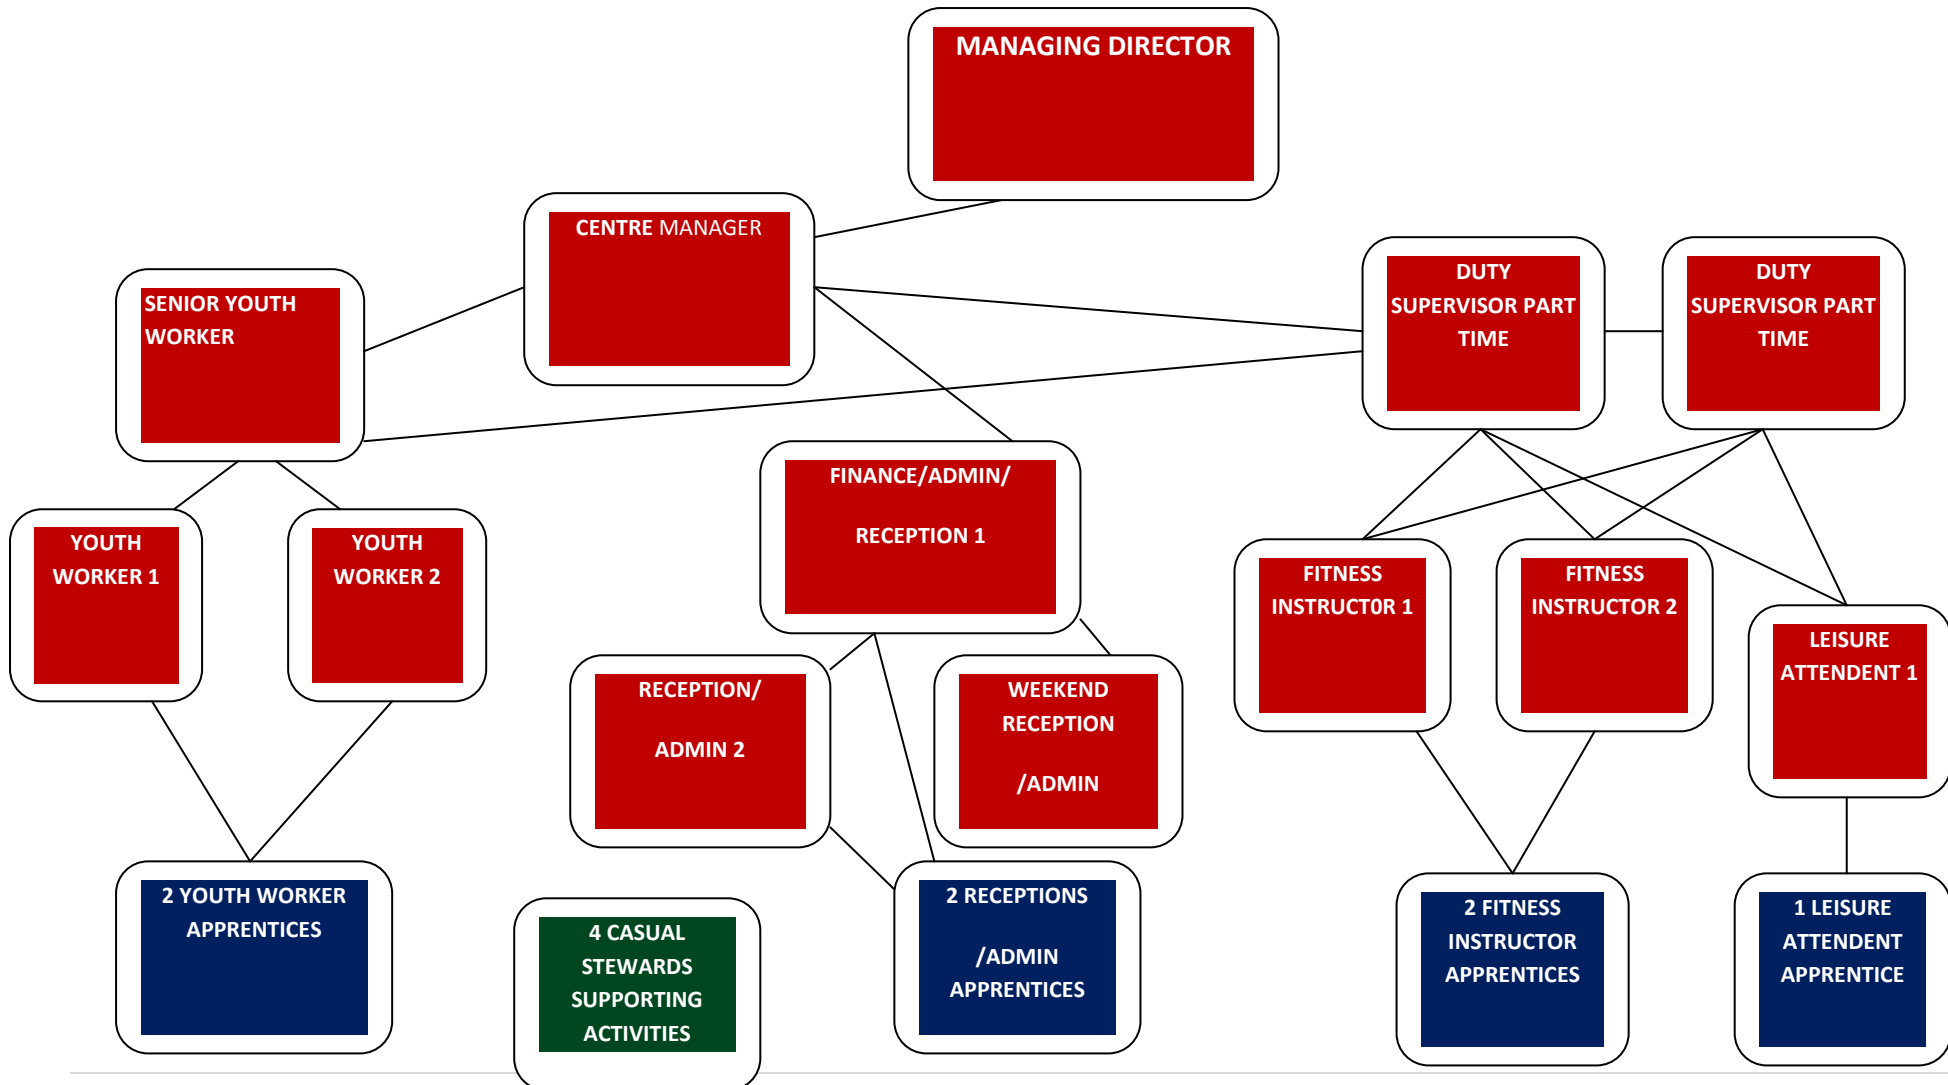 MANAGING DIRECTOR
CENTRE MANAGER
SENIOR YOUTH
WORKER
DUTY
SUPERVISOR PART
TIME
DUTY
SUPERVISOR PART
TIME
FINANCE/ADMIN/
RECEPTION 1
YOUTH
WORKER 1
YOUTH
WORKER 2
FITNESS
INSTRUCT0R 1
FITNESS
INSTRUCTOR 2
LEISURE
ATTENDENT 1
RECEPTION/
ADMIN 2
WEEKEND
RECEPTION
/ADMIN
2 YOUTH WORKER
APPRENTICES
4 CASUAL
STEWARDS
SUPPORTING
ACTIVITIES
2 RECEPTIONS
/ADMIN
APPRENTICES
2 FITNESS
INSTRUCTOR
APPRENTICES
1 LEISURE
ATTENDENT
APPRENTICE